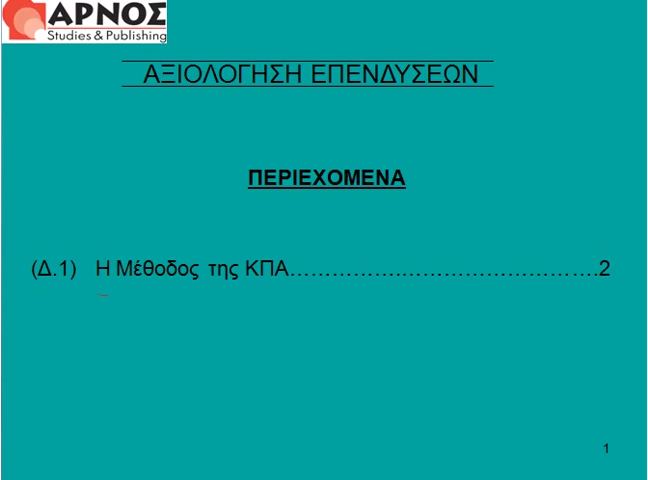 ΑΡΝΟΣ
Studies & Publishing
ΑΞΙΟΛΟΓΗΣΗ ΕΠΕΝΔΥΣΕΩΝ
ΠΕΡΙΕΧΟΜΕΝΑ
(Δ.1) Η Μέθοδος της ΚΠΑ…………….……………………….2
1